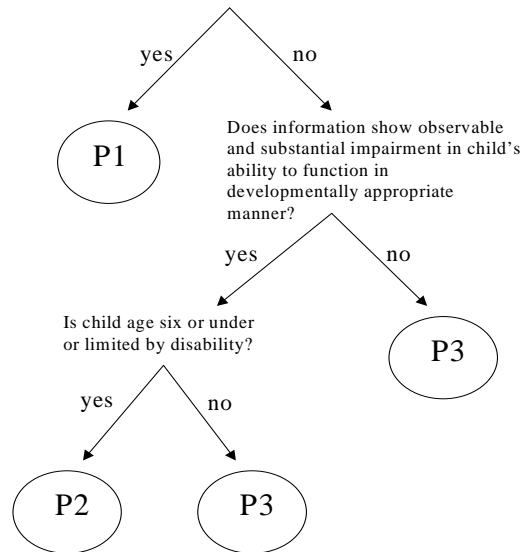 yes
no
P1
Does information show observable
and substantial impairment in child's
ability to function in
developmentally appropriate
manner?
yes
no
Is child age six or under
or limited by disability?
P3
yes
no
P2
P3